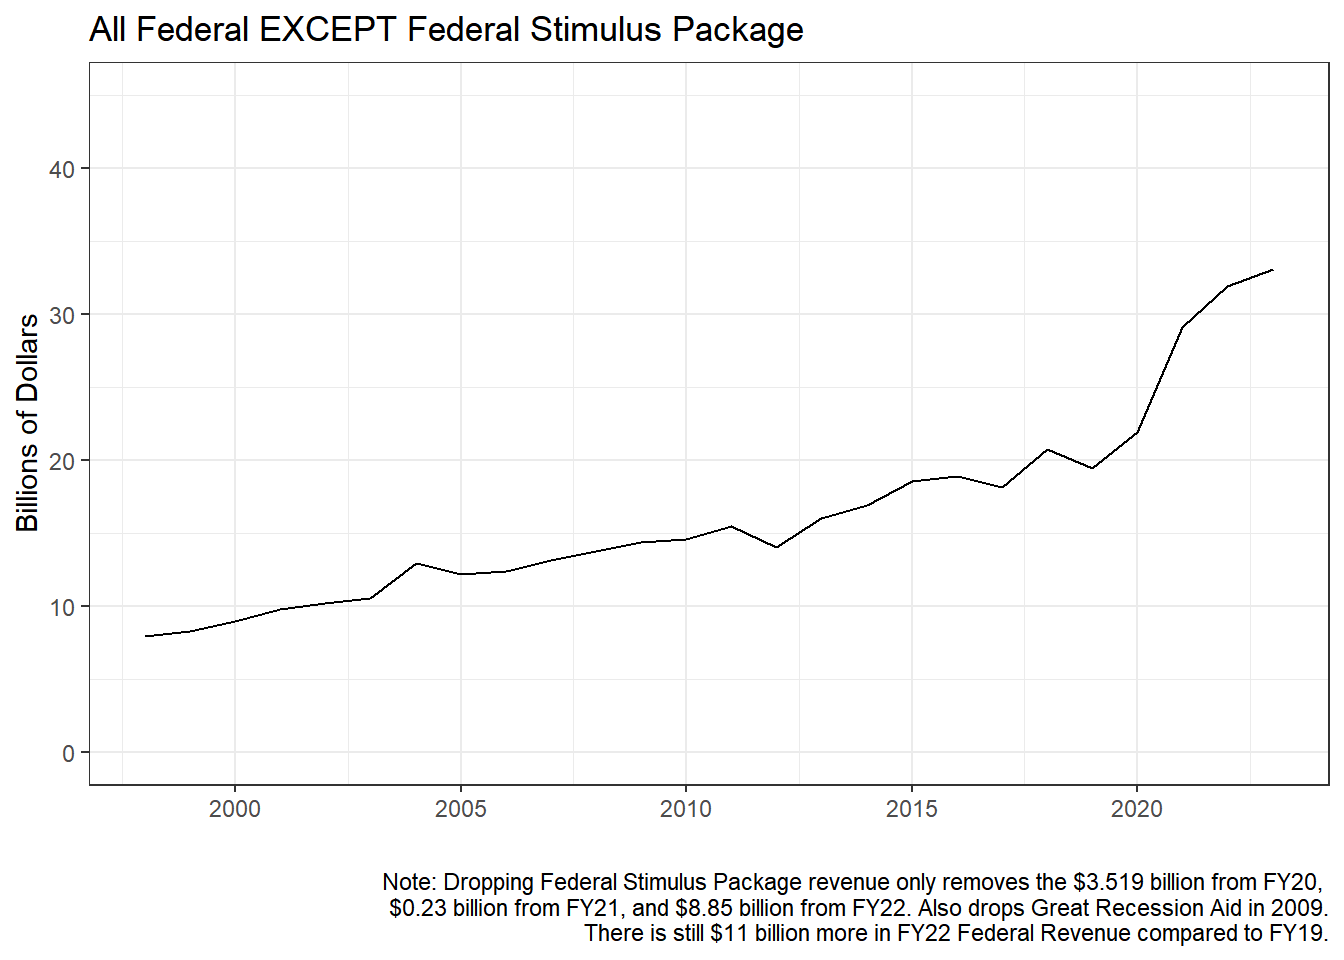 All Federal EXCEPT Federal Stimulus Package
Billions of Dollars
40
30
20
10
0
2000
2005
2010
2015
2020
Note: Dropping Federal Stimulus Package revenue only removes the $3.519 billion from FY20,
$0.23 billion from FY21, and $8.85 billion from FY22. Also drops Great Recession Aid in 2009.
There is still $11 billion more in FY22 Federal Revenue compared to FY19.